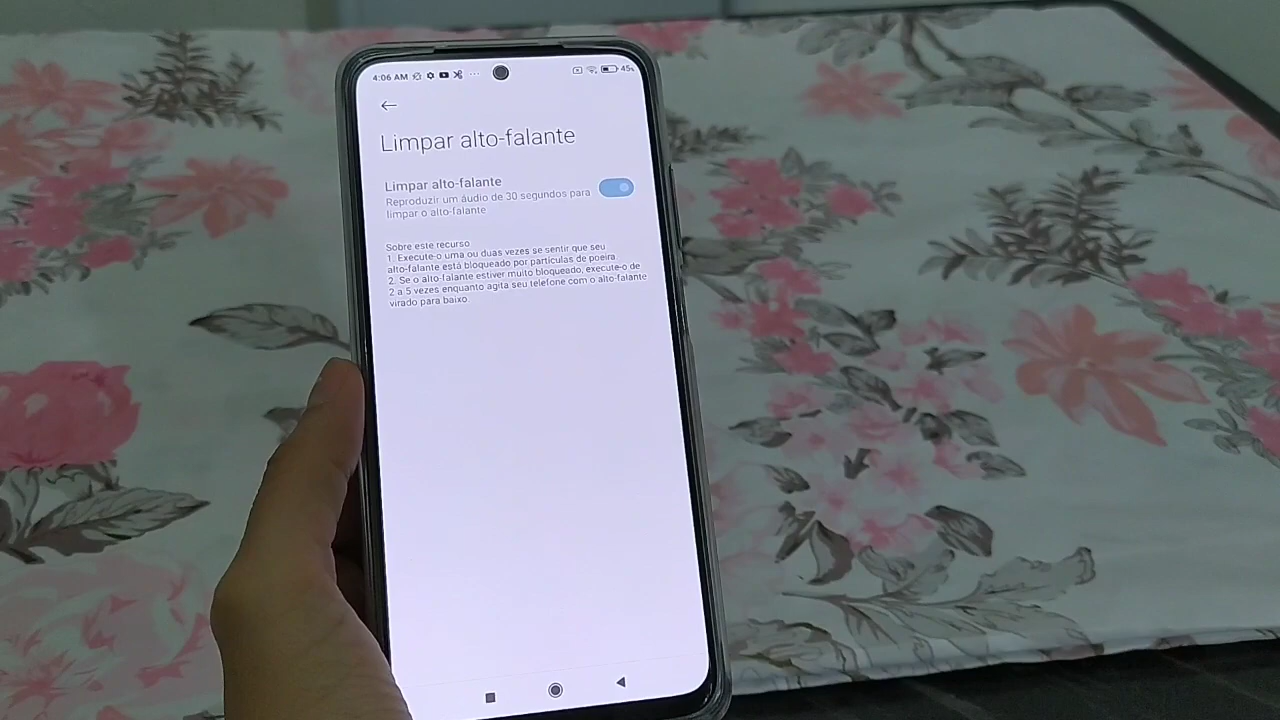 4:06 AM
45%
Limpar alto-falante
Limpar alto-falante
Reproduzir um áudio de 30 segundos para
limpar o alto-falante
Sobre este recurso
1. Execute-o uma ou duas vezes se sentir que seu
alto-falante está bloqueado por partículas de poeira
2. Se o alto-falante estiver muito bloqueado, execute-o de
2 a 5 vezes enquanto agita seu telefone com o alto-falante
virado para baixo.